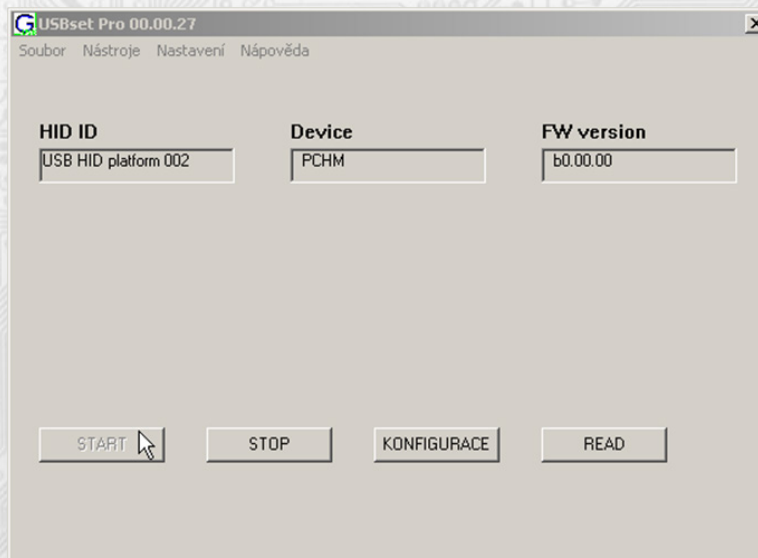 USBset Pro 00.00.27
Soubor Nástroje Nastavení Nápověda
HID ID Device FW version
USB HID platform 002 PCHM b0.00.00
START STOP KONFIGURACE READ